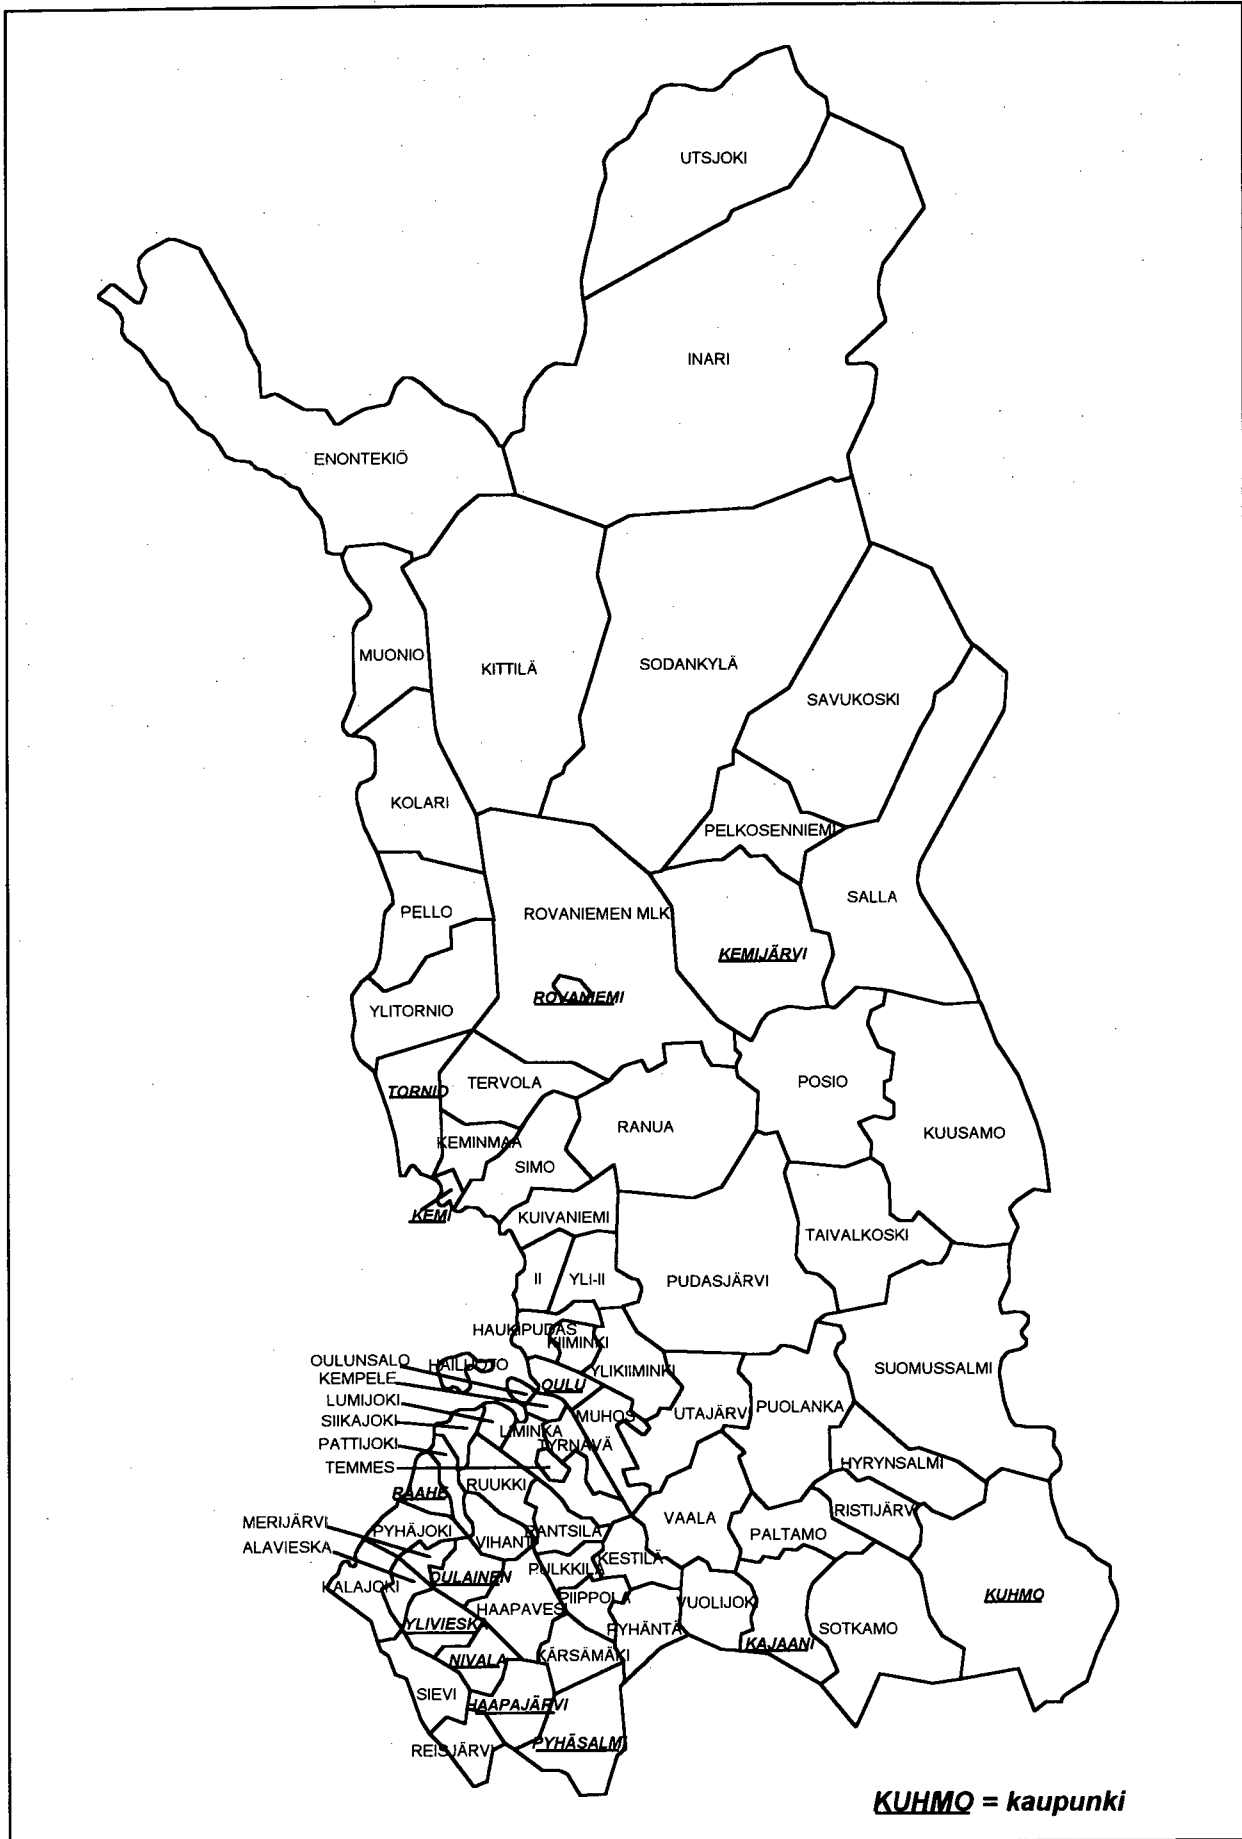 UTSJOKI
INARI
ENONTEKIÖ
MUONIO
KITTILÄ
SODANKYLÄ
SAVUKOSKI
KOLARI
PELKOSENNIEMI
SALLA
PELLO
ROVANIEMEN MLK
KEMIJÄRVI
ROVANIEMI
YLITORNIO
TORNIO
TERVOLA
POSIO
RANUA
KUUSAMO
KEMINMAA
SIMO
KEMI
KUIVANIEMI
TAIVALKOSKI
II
YLI-II
PUDASJÄRVI
HAUKIPUDAS
KIIMINKI
OULUNSALO
HAILUOTO
YLIKIIMINKI
SUOMUSSALMI
KEMPELE
OULU
LUMIJOKI
MUHOS
UTAJÄRVI
PUOLANKA
SIIKAJOKI
LIMINKA
PATTIJOKI
TYRNÄVÄ
TEMMES
HYRYNSALMI
RAAHE
RUUKKI
VAALA
RISTIJÄRVI
MERIJÄRVI
PYHÄJOKI
VIHANTI
RANTSILA
PALTAMO
ALAVIESKA
KESTILÄ
PULKKILA
OULAINEN
KALAJOKI
HAAPAVESI
PIIPPOLA
VUOLIJOKI
KUHMO
YLIVIESKA
PYHÄNTÄ
SOTKAMO
KAJAANI
NIVALA
KÄRSÄMÄKI
SIEVI
HAAPAJÄRVI
REISJÄRVI
PYHÄSALMI
KUHMO = kaupunki